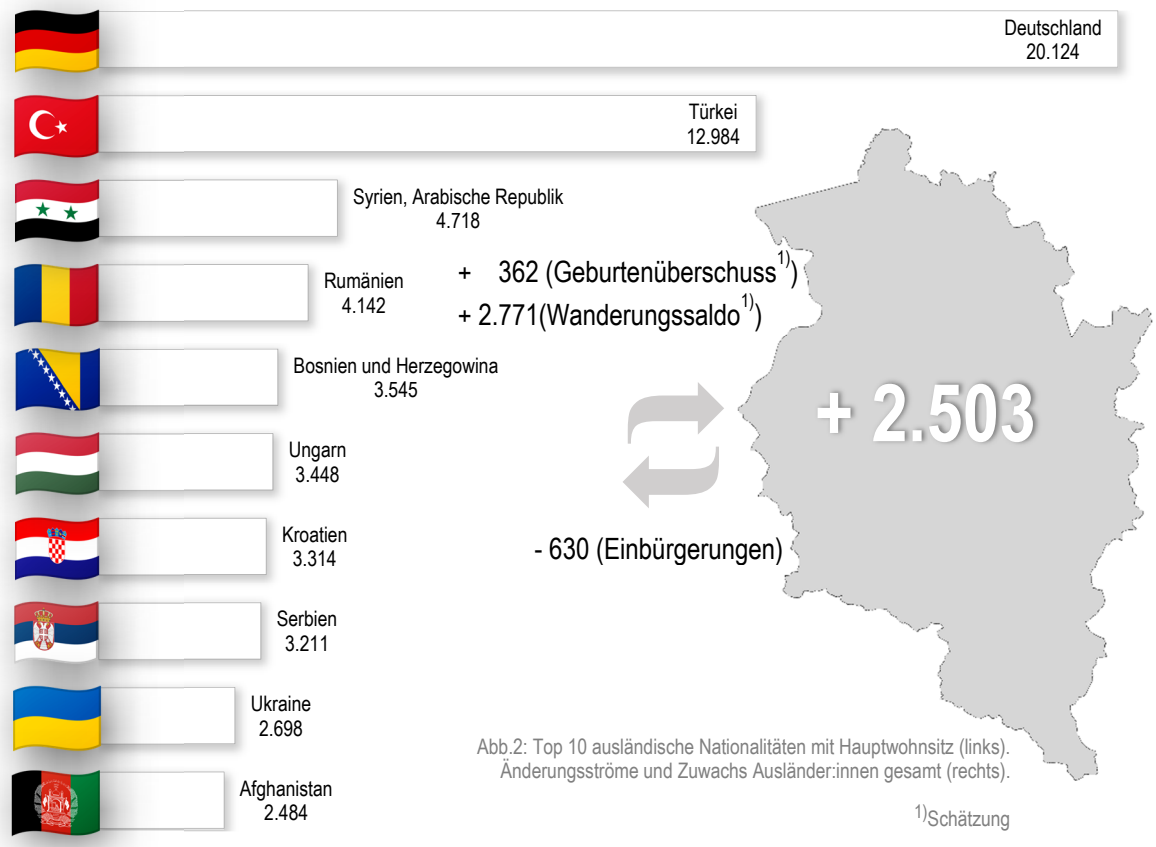 Deutschland
20.124
Türkei
12.984
Syrien, Arabische Republik
4.718
Rumänien
4.142
+ 362 (Geburtenüberschuss1))
+ 2.771(Wanderungssaldo1))
Bosnien und Herzegowina
3.545
+ 2.503
Ungarn
3.448
Kroatien
3.314
- 630 (Einbürgerungen)
Serbien
3.211
Ukraine
2.698
Afghanistan
2.484
Abb.2: Top 10 ausländische Nationalitäten mit Hauptwohnsitz (links).
Änderungsströme und Zuwachs Ausländer:innen gesamt (rechts).
1)Schätzung